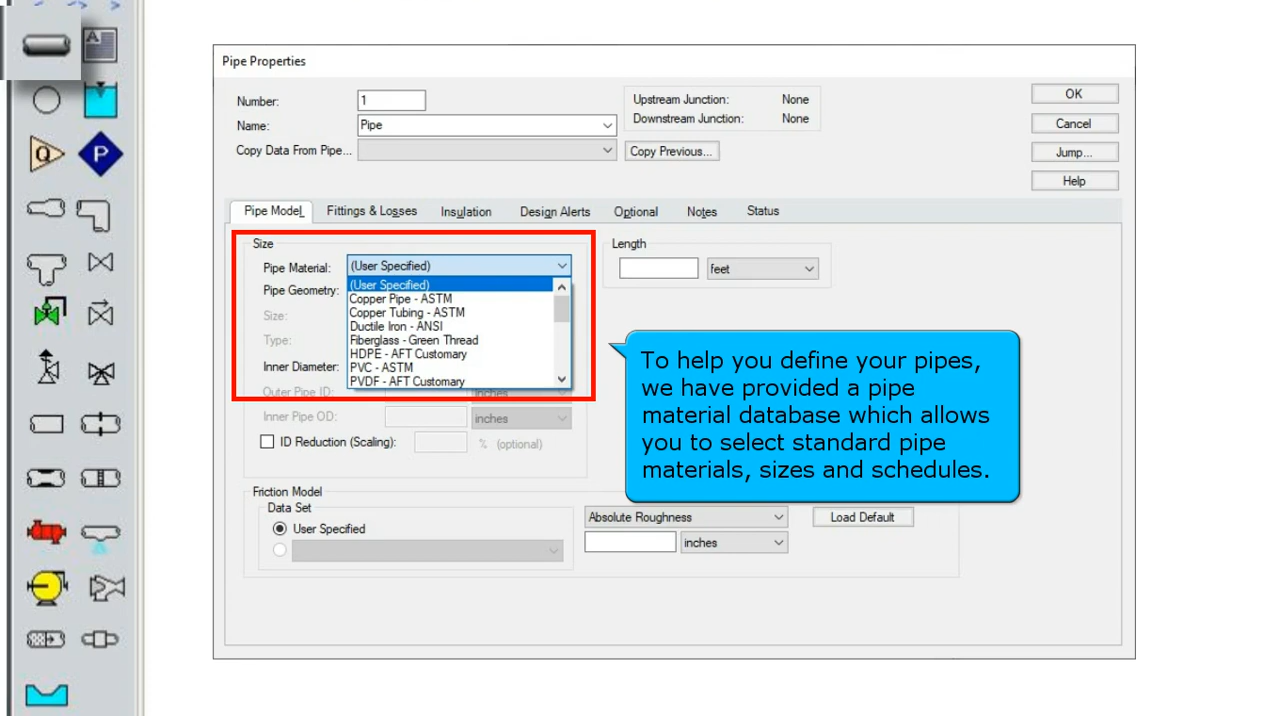 A
Q
P
Pipe Properties
Number:
1
Name:
Pipe
Copy Data From Pipe...
Copy Previous...
Upstream Junction: None
Downstream Junction: None
OK
Cancel
Jump...
Help
Pipe Model Fittings & Losses Insulation Design Alerts Optional Notes Status
Size
Pipe Material: (User Specified)
Pipe Geometry:
Size:
Type:
Inner Diameter:
(User Specified)
Copper Pipe - ASTM
Copper Tubing - ASTM
Ductile Iron - ANSI
Fiberglass - Green Thread
HDPE - AFT Customary
PVC - ASTM
PVDF - AFT Customary
Outer Pipe ID: inches
Inner Pipe OD: inches
ID Reduction (Scaling): % (optional)
Length
feet
To help you define your pipes,
we have provided a pipe
material database which allows
you to select standard pipe
materials, sizes and schedules.
Friction Model
Data Set
User Specified
Absolute Roughness
Load Default
inches